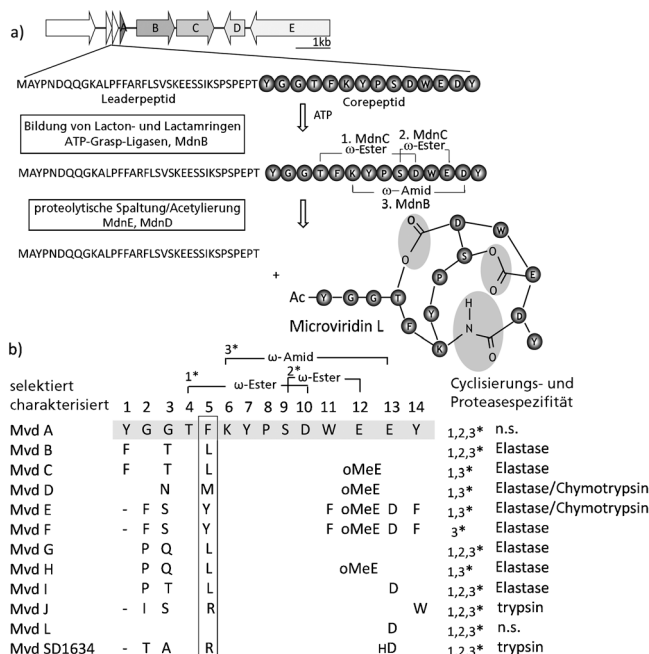 a)
A B C D E
1kb
MAYPNDQQGKALPFFARFLSVSKEESSIKSPSPEPT YGGTFKYPSDWEDY
Leaderpeptid Corepeptid
ATP
Bildung von Lacton- und Lactamringen
ATP-Grasp-Ligasen, MdnB
1. MdnC ω-Ester
2. MdnC ω-Ester
MAYPNDQQGKALPFFARFLSVSKEESSIKSPSPEPT YGGTFKYPSDWEDY
ω-Amid
3. MdnB
proteolytische Spaltung/Acetylierung
MdnE, MdnD
MAYPNDQQGKALPFFARFLSVSKEESSIKSPSPEPT
+
Ac Y G G T F K Y P S D W E D Y
O O O O H N O
Microviridin L
b)
3* ω-Amid
1* ω-Ester 2* ω-Ester
selektiert
charakterisiert
Cyclisierungs- und
Proteasespezifität
1 2 3 4 5 6 7 8 9 10 11 12 13 14
Mvd A Y G G T F K Y P S D W E E Y 1,2,3* n.s.
Mvd B F T L 1,2,3* Elastase
Mvd C F T L oMeE 1,3* Elastase
Mvd D N M oMeE 1,3* Elastase/Chymotrypsin
Mvd E - F S Y F oMeE D F 1,3* Elastase/Chymotrypsin
Mvd F - F S Y F oMeE D F 3* Elastase
Mvd G P Q L 1,2,3* Elastase
Mvd H P Q L oMeE 1,3* Elastase
Mvd I P T L D 1,2,3* Elastase
Mvd J - I S R W 1,2,3* trypsin
Mvd L D 1,2,3* n.s.
Mvd SD1634 - T A R HD 1,2,3* trypsin